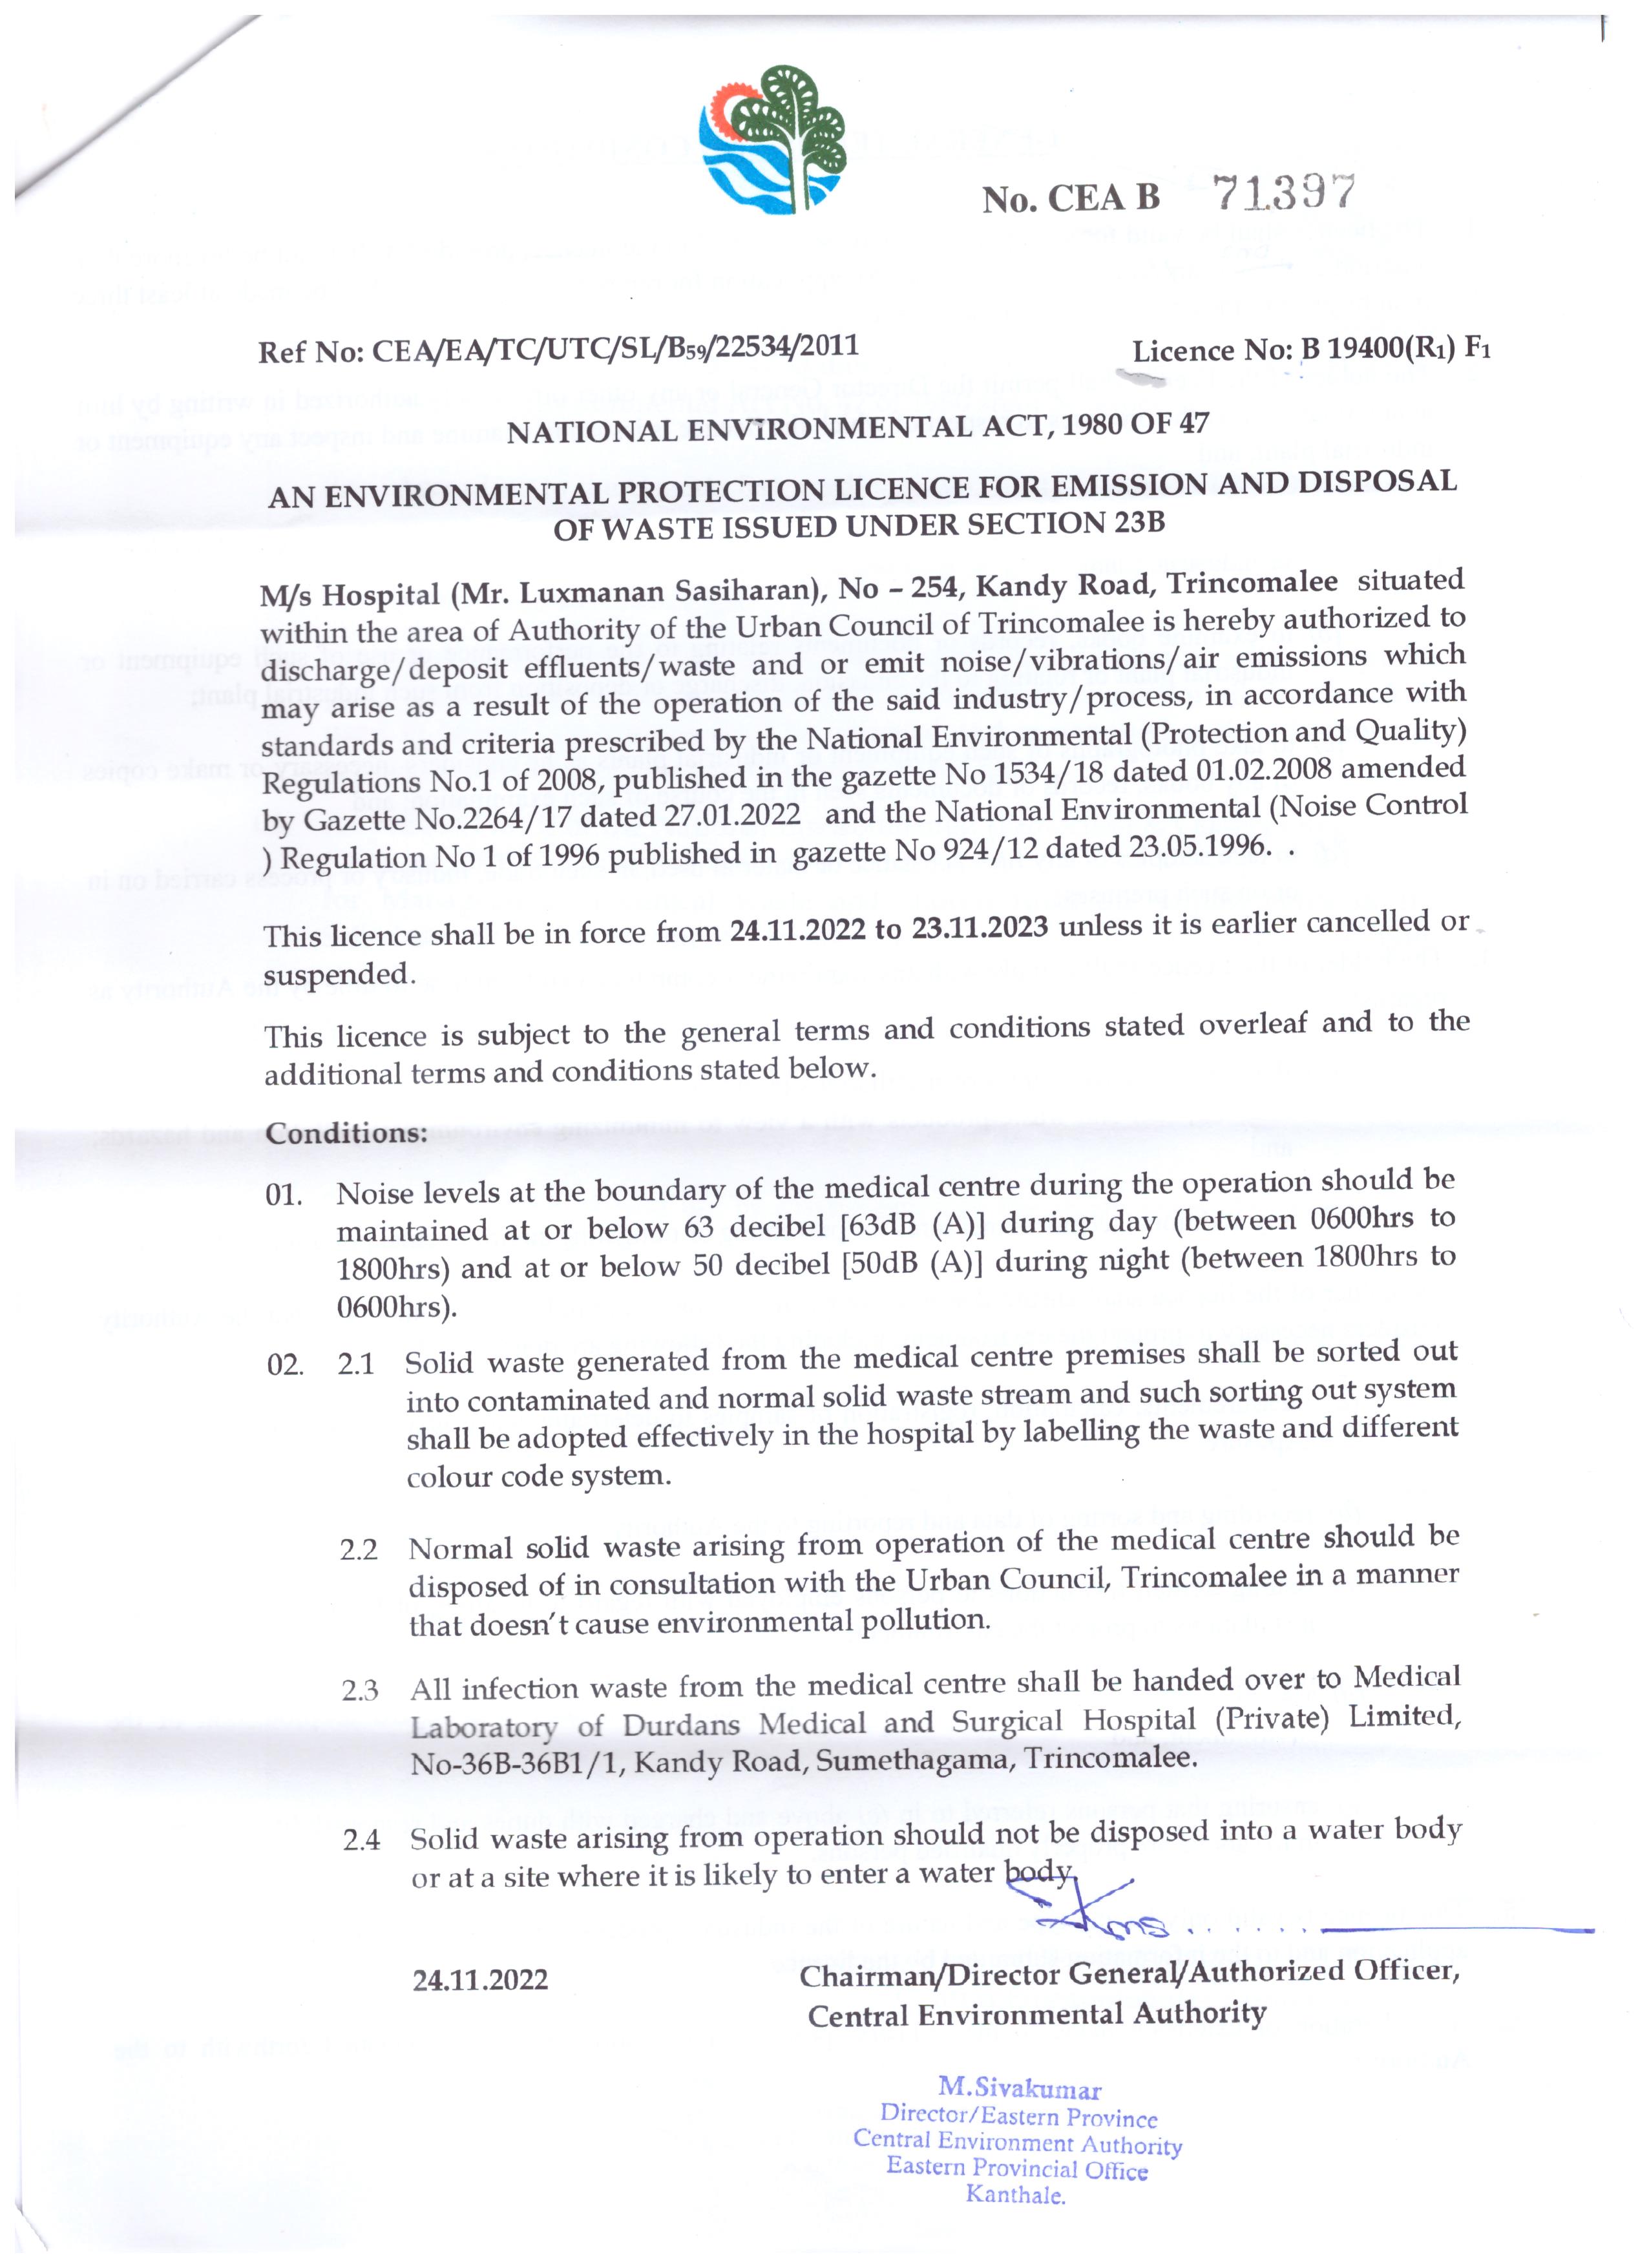 No. CEA B 71397
Ref No: CEA/EA/TC/UTC/SL/B59/22534/2011 Licence No: B 19400(R1) F1
NATIONAL ENVIRONMENTAL ACT, 1980 OF 47
AN ENVIRONMENTAL PROTECTION LICENCE FOR EMISSION AND DISPOSAL
OF WASTE ISSUED UNDER SECTION 23B
M/s Hospital (Mr. Luxmanan Sasiharan), No – 254, Kandy Road, Trincomalee situated
within the area of Authority of the Urban Council of Trincomalee is hereby authorized to
discharge/deposit effluents/waste and or emit noise/vibrations/air emissions which
may arise as a result of the operation of the said industry/process, in accordance with
standards and criteria prescribed by the National Environmental (Protection and Quality)
Regulations No.1 of 2008, published in the gazette No 1534/18 dated 01.02.2008 amended
by Gazette No.2264/17 dated 27.01.2022 and the National Environmental (Noise Control
) Regulation No 1 of 1996 published in gazette No 924/12 dated 23.05.1996. .
This licence shall be in force from 24.11.2022 to 23.11.2023 unless it is earlier cancelled or
suspended.
This licence is subject to the general terms and conditions stated overleaf and to the
additional terms and conditions stated below.
Conditions:
01. Noise levels at the boundary of the medical centre during the operation should be
maintained at or below 63 decibel [63dB (A)] during day (between 0600hrs to
1800hrs) and at or below 50 decibel [50dB (A)] during night (between 1800hrs to
0600hrs).
02. 2.1 Solid waste generated from the medical centre premises shall be sorted out
into contaminated and normal solid waste stream and such sorting out system
shall be adopted effectively in the hospital by labelling the waste and different
colour code system.
2.2 Normal solid waste arising from operation of the medical centre should be
disposed of in consultation with the Urban Council, Trincomalee in a manner
that doesn't cause environmental pollution.
2.3 All infection waste from the medical centre shall be handed over to Medical
Laboratory of Durdans Medical and Surgical Hospital (Private) Limited,
No-36B-36B1/1, Kandy Road, Sumethagama, Trincomalee.
2.4 Solid waste arising from operation should not be disposed into a water body
or at a site where it is likely to enter a water body.
24.11.2022 Chairman/Director General/Authorized Officer,
Central Environmental Authority
M.Sivakumar
Director/Eastern Province
Central Environment Authority
Eastern Provincial Office
Kanthale.